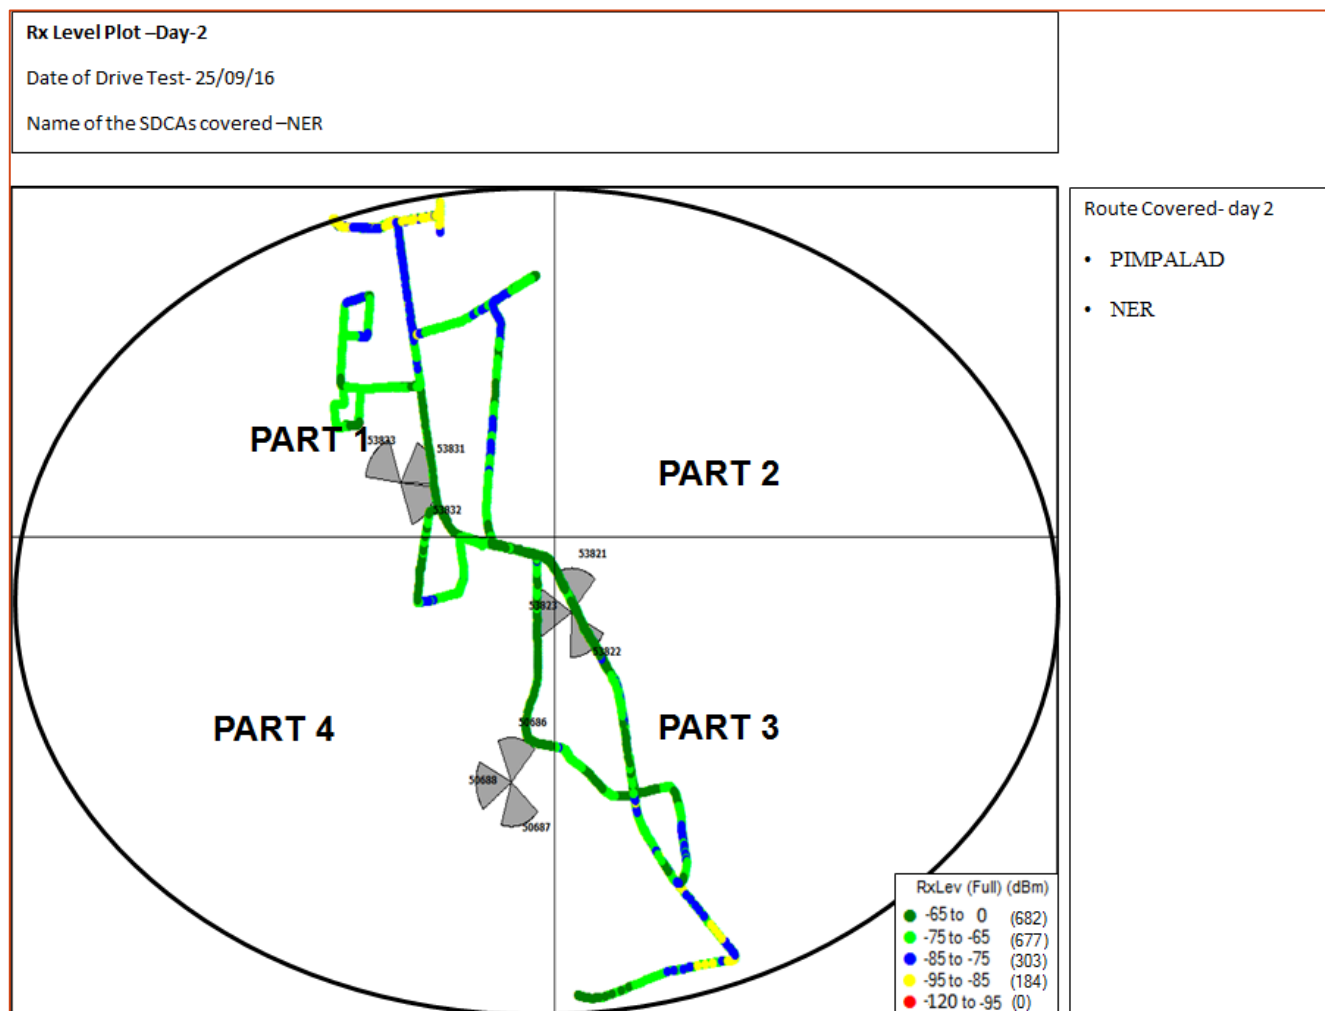 Rx Level Plot –Day-2
Date of Drive Test- 25/09/16
Name of the SDCAs covered –NER
Route Covered- day 2
• PIMPALAD
• NER
PART 1
53833
53831
53832
PART 2
53821
53823
53822
PART 4
50686
50688
50687
PART 3
RxLev (Full) (dBm)
-65 to 0 (682)
-75 to -65 (677)
-85 to -75 (303)
-95 to -85 (184)
-120 to -95 (0)